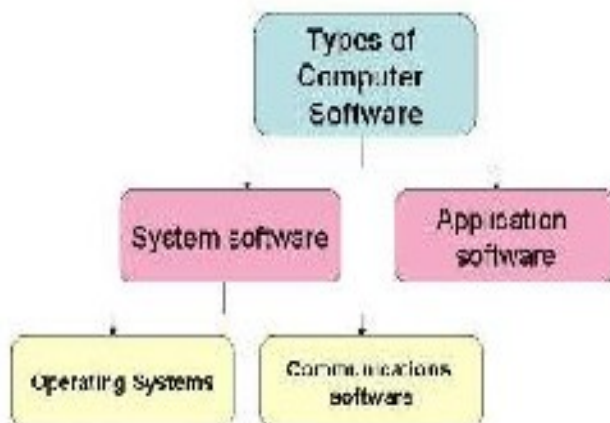 Types of
Computer
Software
System software
Application
software
Operating Systems
Communications
software